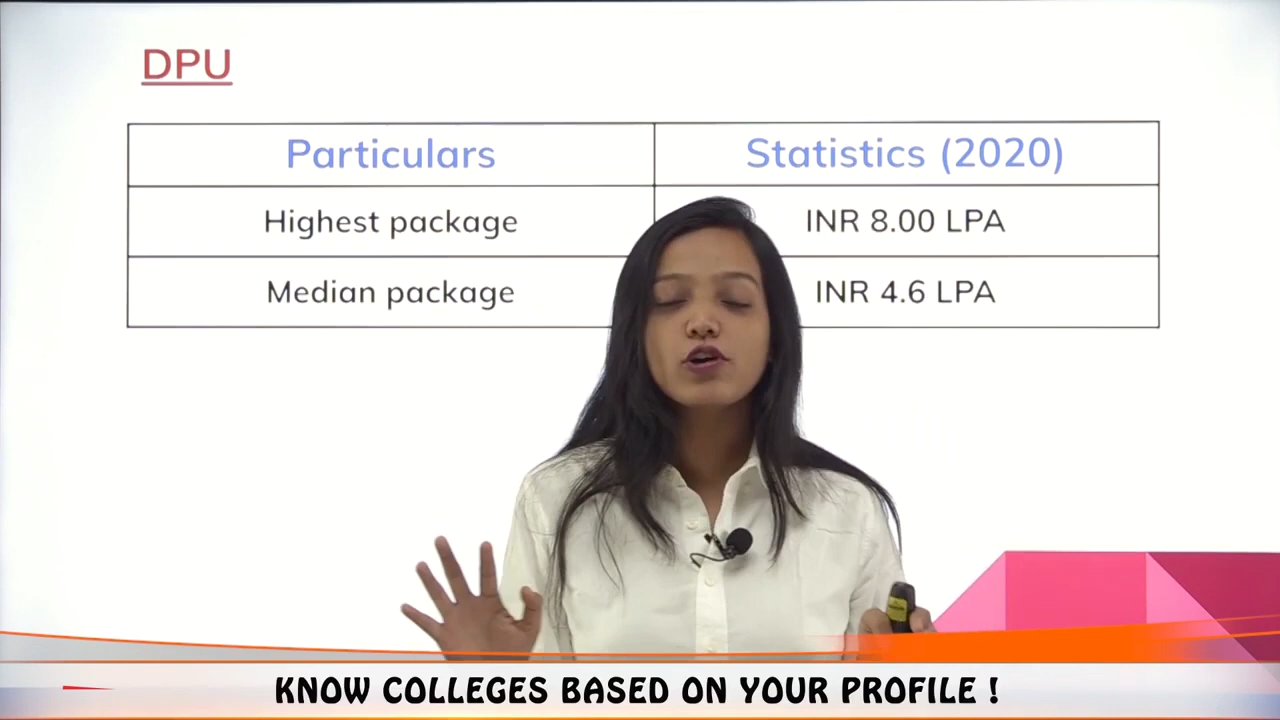 DPU
Particulars Statistics (2020)
Highest package INR 8.00 LPA
Median package INR 4.6 LPA
KNOW COLLEGES BASED ON YOUR PROFILE !